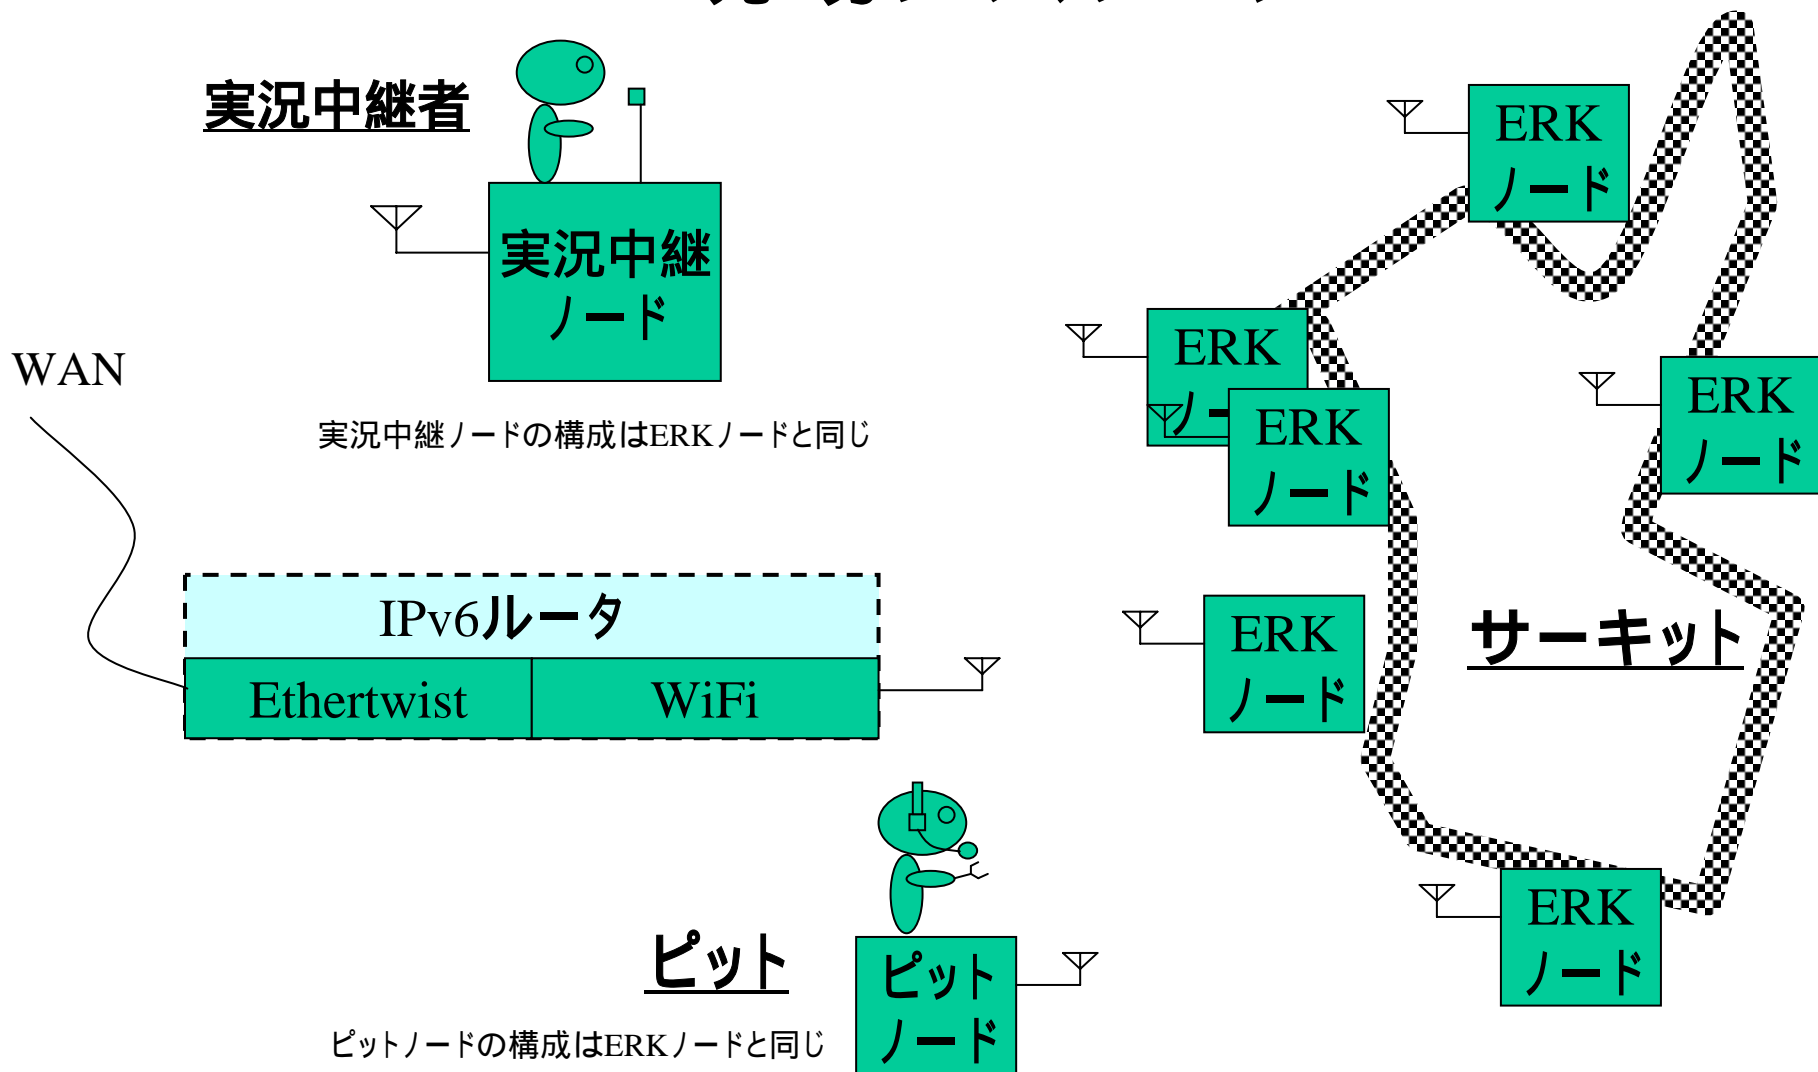 実況中継者
実況中継
ノード
WAN
実況中継ノードの構成はERKノードと同じ
IPv6ルータ
Ethertwist
WiFi
ピット
ピット
ノード
ピットノードの構成はERKノードと同じ
ERK
ノード
ERK
ノー
ERK
ノード
ERK
ノード
ERK
ノード
サーキット
ERK
ノード